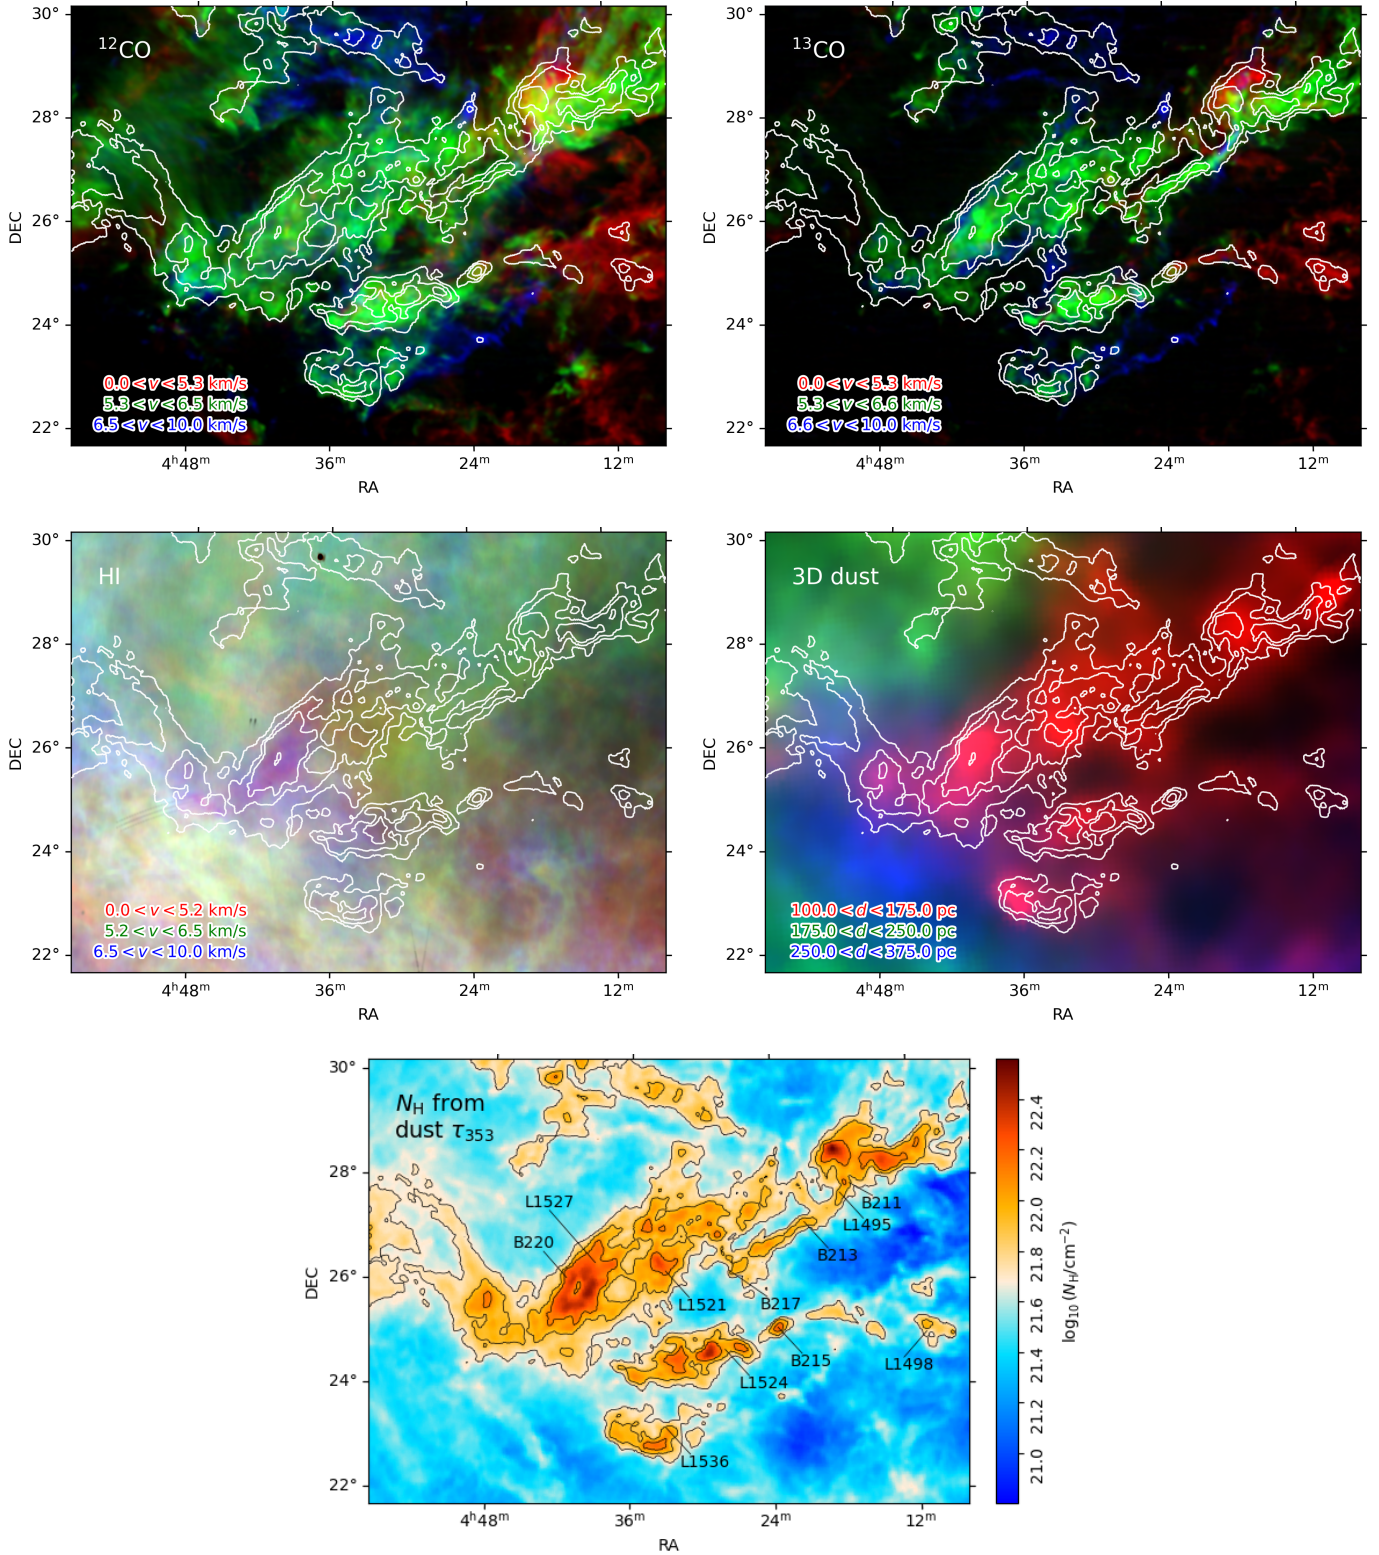 ¹²CO
30°
28°
26°
24°
22°
DEC
0.0 < v < 5.3 km/s
5.3 < v < 6.5 km/s
6.5 < v < 10.0 km/s
4ʰ48ᵐ 36ᵐ 24ᵐ 12ᵐ
RA
¹³CO
30°
28°
26°
24°
22°
DEC
0.0 < v < 5.3 km/s
5.3 < v < 6.6 km/s
6.6 < v < 10.0 km/s
4ʰ48ᵐ 36ᵐ 24ᵐ 12ᵐ
RA
HI
30°
28°
26°
24°
22°
DEC
0.0 < v < 5.2 km/s
5.2 < v < 6.5 km/s
6.5 < v < 10.0 km/s
4ʰ48ᵐ 36ᵐ 24ᵐ 12ᵐ
RA
3D dust
30°
28°
26°
24°
22°
DEC
100.0 < d < 175.0 pc
175.0 < d < 250.0 pc
250.0 < d < 375.0 pc
4ʰ48ᵐ 36ᵐ 24ᵐ 12ᵐ
RA
N_H from
dust τ₃₅₃
30°
28°
26°
24°
22°
DEC
L1527
B220
B211
L1495
B213
L1521
B217
B215
L1498
L1524
L1536
4ʰ48ᵐ 36ᵐ 24ᵐ 12ᵐ
RA
22.4
22.2
22.0
21.8
21.6
21.4
21.2
21.0
log₁₀ (N_H/cm⁻²)